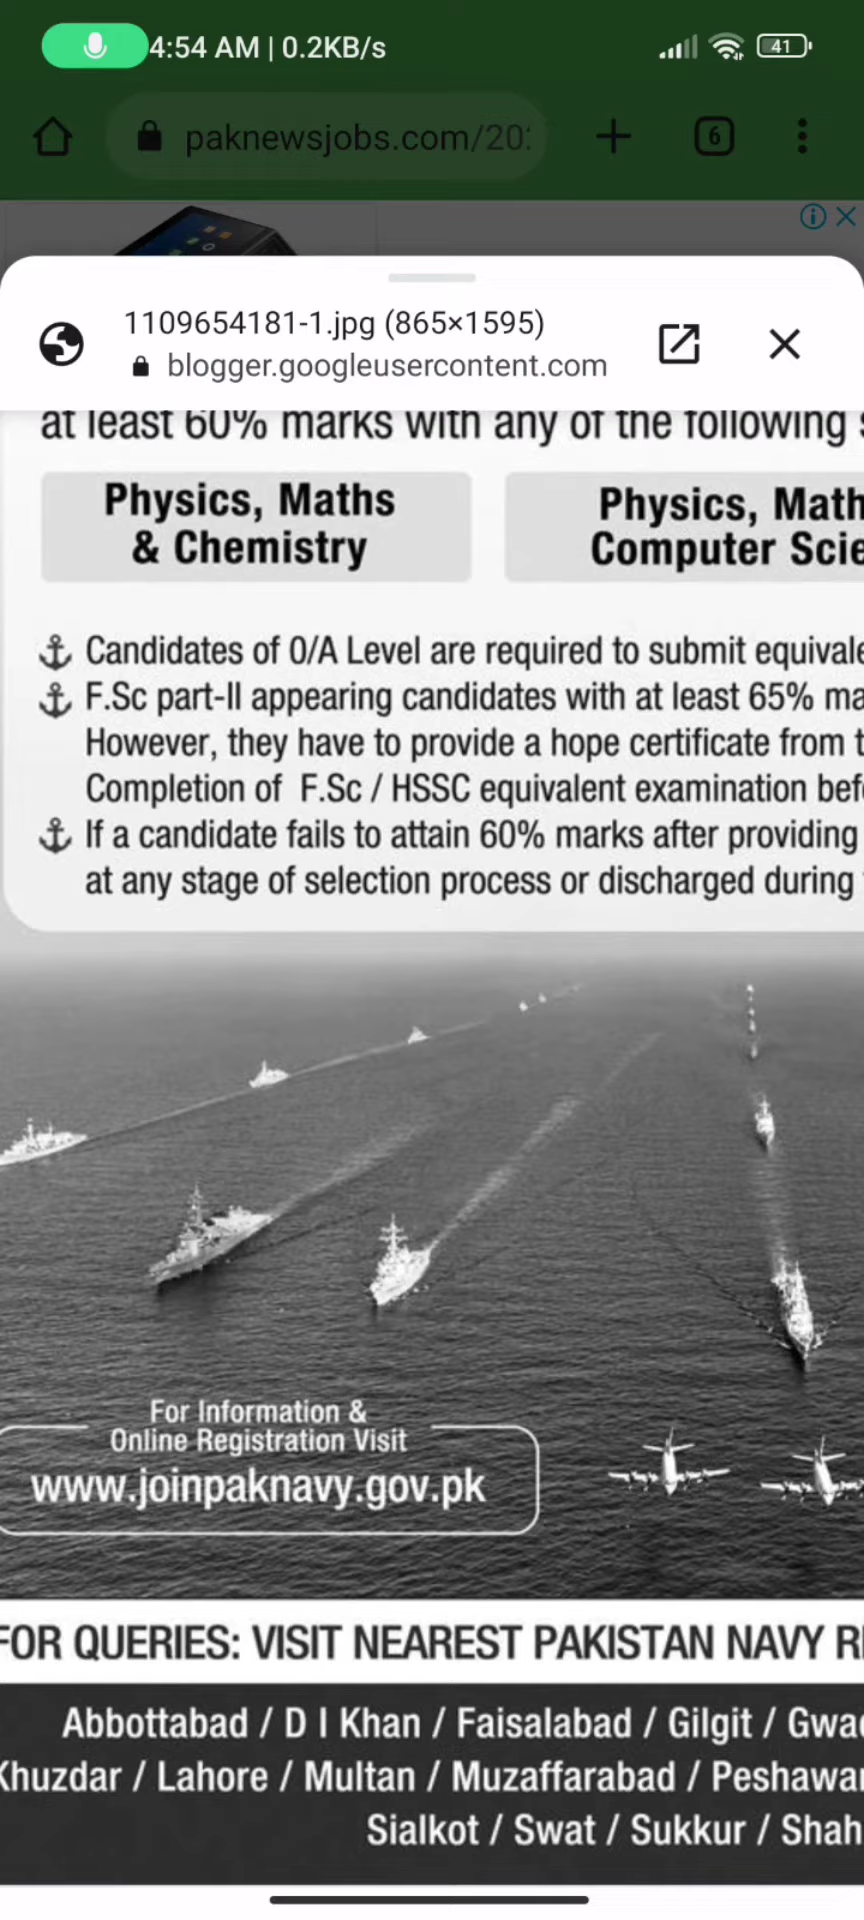 4:54 AM | 0.2KB/s
41
paknewsjobs.com/20
6
1109654181-1.jpg (865×1595)
blogger.googleusercontent.com
at least 60% marks with any of the following
Physics, Maths
& Chemistry
Physics, Math
Computer Scie
Candidates of O/A Level are required to submit equivale
F.Sc part-II appearing candidates with at least 65% ma
However, they have to provide a hope certificate from t
Completion of F.Sc / HSSC equivalent examination bef
If a candidate fails to attain 60% marks after providing
at any stage of selection process or discharged during
For Information &
Online Registration Visit
www.joinpaknavy.gov.pk
FOR QUERIES: VISIT NEAREST PAKISTAN NAVY R
Abbottabad / D I Khan / Faisalabad / Gilgit / Gwa
Khuzdar / Lahore / Multan / Muzaffarabad / Peshawa
Sialkot / Swat / Sukkur / Shah